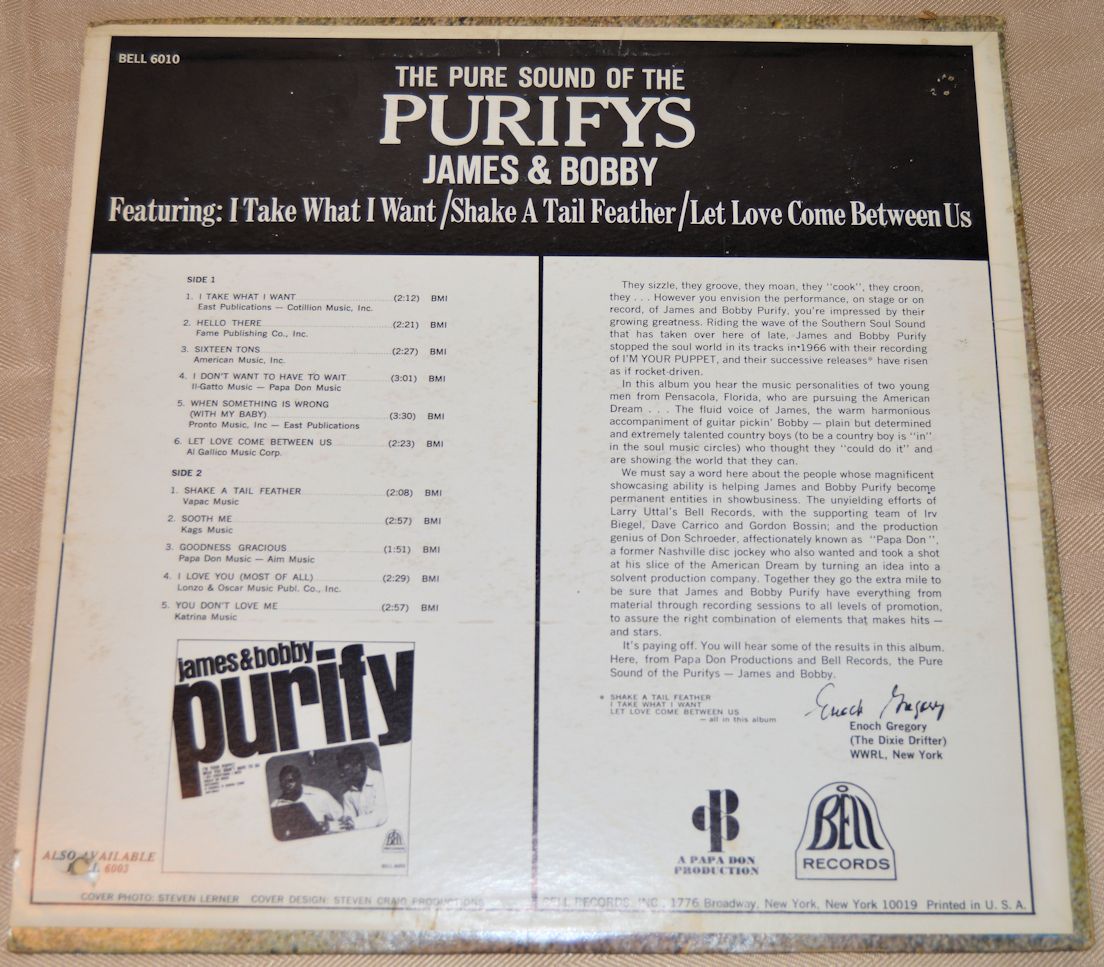 BELL 6010
THE PURE SOUND OF THE
PURIFYS
JAMES & BOBBY
Featuring: I Take What I Want/Shake A Tail Feather/Let Love Come Between Us
SIDE 1
1. I TAKE WHAT I WANT (2:12) BMI
East Publications — Cotillion Music, Inc.
2. HELLO THERE (2:21) BMI
Fame Publishing Co., Inc.
3. SIXTEEN TONS (2:27) BMI
American Music, Inc.
4. I DON'T WANT TO HAVE TO WAIT (3:01) BMI
Il-Gatto Music — Papa Don Music
5. WHEN SOMETHING IS WRONG
(WITH MY BABY) (3:30) BMI
Pronto Music, Inc — East Publications
6. LET LOVE COME BETWEEN US (2:23) BMI
Al Gallico Music Corp.
SIDE 2
1. SHAKE A TAIL FEATHER (2:08) BMI
Vapac Music
2. SOOTH ME (2:57) BMI
Kags Music
3. GOODNESS GRACIOUS (1:51) BMI
Papa Don Music — Aim Music
4. I LOVE YOU (MOST OF ALL) (2:29) BMI
Lonzo & Oscar Music Publ. Co., Inc.
5. YOU DON'T LOVE ME (2:57) BMI
Katrina Music
james & bobby
purify
BELL
ALSO AVAILABLE
6003
COVER PHOTO: STEVEN LERNER COVER DESIGN: STEVEN CRAIG PRODUCTIONS
They sizzle, they groove, they moan, they "cook", they croon,
they . . . However you envision the performance, on stage or on
record, of James and Bobby Purify, you're impressed by their
growing greatness. Riding the wave of the Southern Soul Sound
that has taken over here of late, James and Bobby Purify
stopped the soul world in its tracks in 1966 with their recording
of I'M YOUR PUPPET, and their successive releases* have risen
as if rocket-driven.
In this album you hear the music personalities of two young
men from Pensacola, Florida, who are pursuing the American
Dream . . . The fluid voice of James, the warm harmonious
accompaniment of guitar pickin' Bobby — plain but determined
and extremely talented country boys (to be a country boy is "in"
in the soul music circles) who thought they "could do it" and
are showing the world that they can.
We must say a word here about the people whose magnificent
showcasing ability is helping James and Bobby Purify become
permanent entities in showbusiness. The unyielding efforts of
Larry Uttal's Bell Records, with the supporting team of Irv
Biegel, Dave Carrico and Gordon Bossin; and the production
genius of Don Schroeder, affectionately known as "Papa Don",
a former Nashville disc jockey who also wanted and took a shot
at his slice of the American Dream by turning an idea into a
solvent production company. Together they go the extra mile to
be sure that James and Bobby Purify have everything from
material through recording sessions to all levels of promotion,
to assure the right combination of elements that makes hits —
and stars.
It's paying off. You will hear some of the results in this album.
Here, from Papa Don Productions and Bell Records, the Pure
Sound of the Purifys — James and Bobby.
* SHAKE A TAIL FEATHER
I TAKE WHAT I WANT
LET LOVE COME BETWEEN US
— all in this album
Enoch Gregory
Enoch Gregory
(The Dixie Drifter)
WWRL, New York
A PAPA DON
PRODUCTION
BELL
RECORDS
BELL RECORDS, INC., 1776 Broadway, New York, New York 10019 Printed in U. S. A.